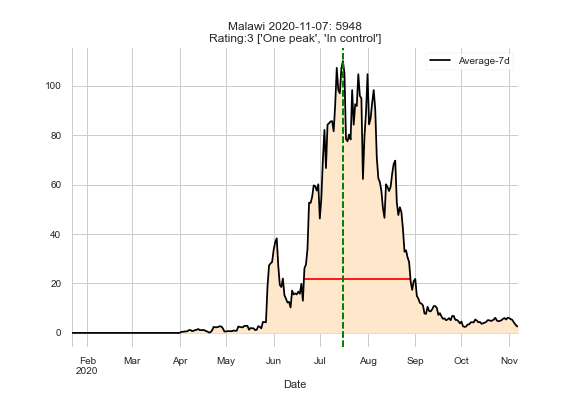 Malawi 2020-11-07: 5948
Rating:3 ['One peak', 'In control']
Average-7d
100
80
60
40
20
0
Feb Mar Apr May Jun Jul Aug Sep Oct Nov
2020
Date